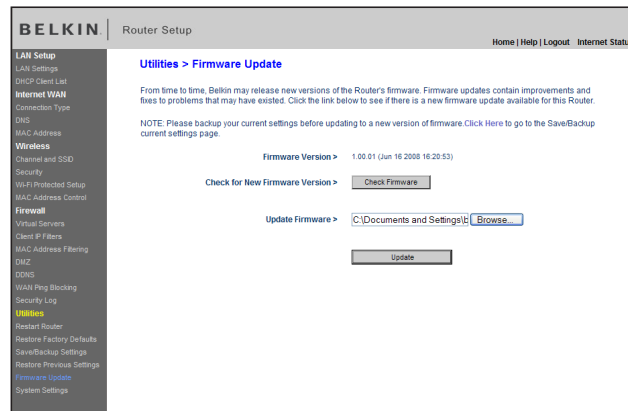 BELKIN. Router Setup
Home | Help | Logout Internet Statu
LAN Setup
LAN Settings
DHCP Client List
Internet WAN
Connection Type
DNS
MAC Address
Wireless
Channel and SSID
Security
Wi-Fi Protected Setup
MAC Address Control
Firewall
Virtual Servers
Client IP Filters
MAC Address Filtering
DMZ
DDNS
WAN Ping Blocking
Security Log
Utilities
Restart Router
Restore Factory Defaults
Save/Backup Settings
Restore Previous Settings
Firmware Update
System Settings
Utilities > Firmware Update
From time to time, Belkin may release new versions of the Router's firmware. Firmware updates contain improvements and
fixes to problems that may have existed. Click the link below to see if there is a new firmware update available for this Router.
NOTE: Please backup your current settings before updating to a new version of firmware.Click Here to go to the Save/Backup
current settings page.
Firmware Version > 1.00.01 (Jun 16 2008 16:20:53)
Check for New Firmware Version > Check Firmware
Update Firmware > C:\Documents and Settings\b Browse...
Update